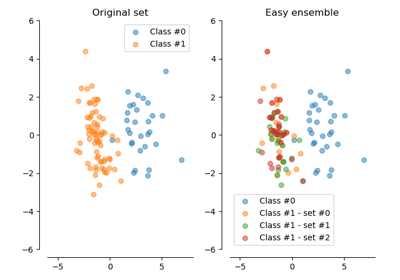 Original set
Easy ensemble
6
4
2
0
−2
−4
−6
−5
0
5
Class #0
Class #1
6
4
2
0
−2
−4
−6
−5
0
5
Class #0
Class #1 - set #0
Class #1 - set #1
Class #1 - set #2